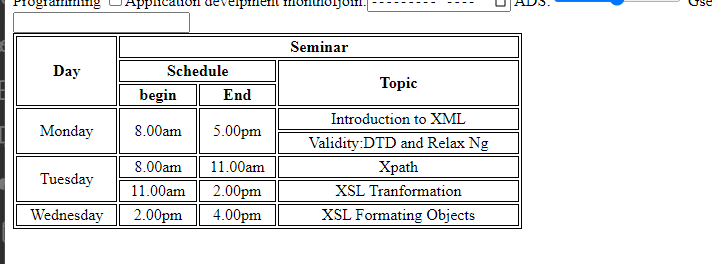 Programming Application develpment monthofjoin: --------- ---- ADS:
Seminar
Day
Schedule
Topic
begin End
Monday 8.00am 5.00pm Introduction to XML
Validity:DTD and Relax Ng
Tuesday 8.00am 11.00am Xpath
11.00am 2.00pm XSL Tranformation
Wednesday 2.00pm 4.00pm XSL Formating Objects